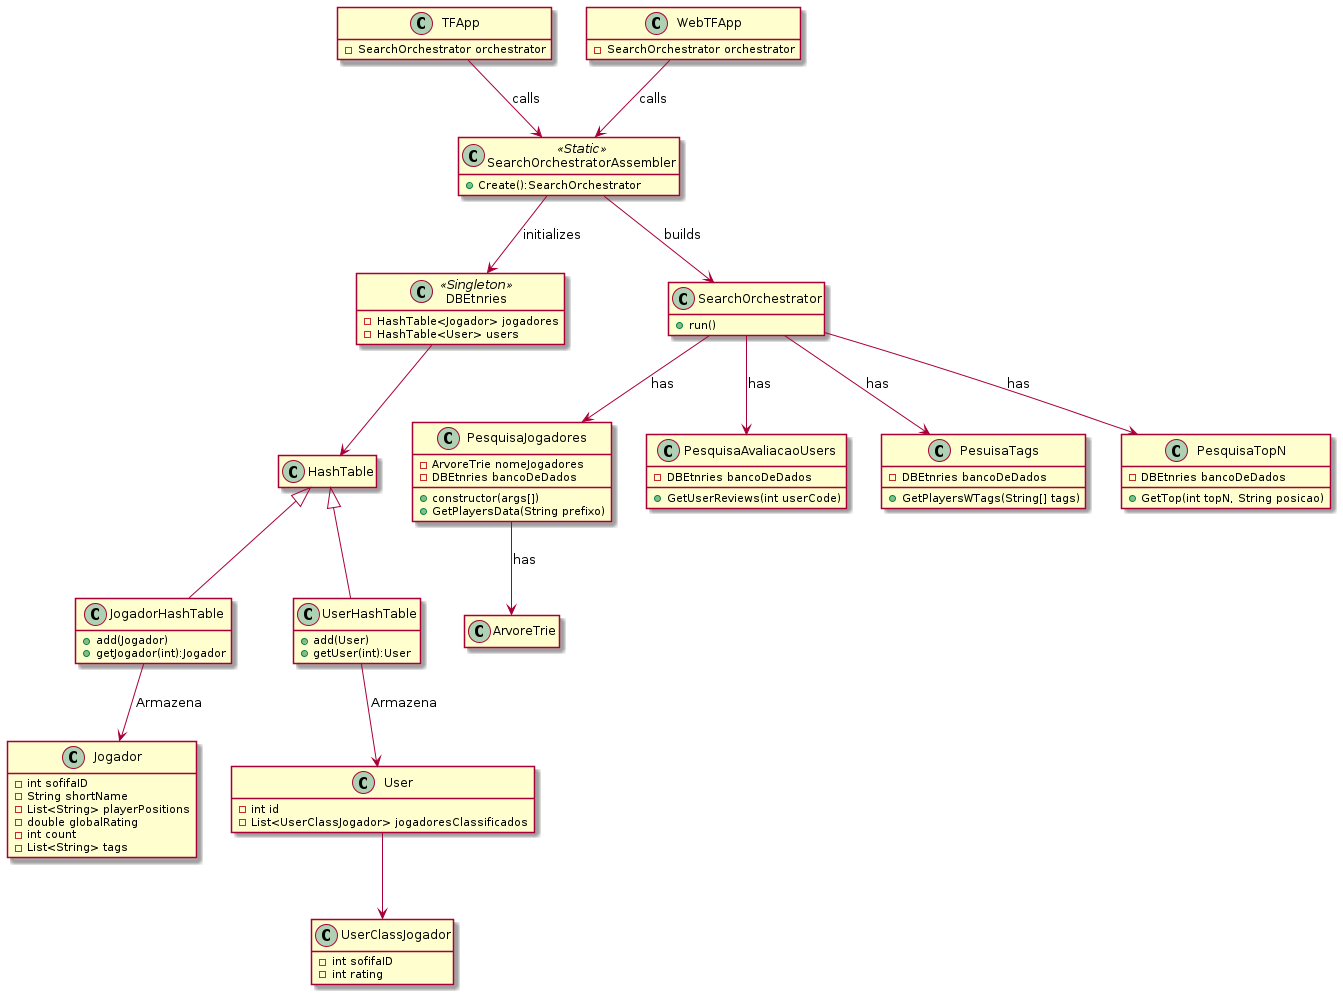 C TFApp
SearchOrchestrator orchestrator
C WebTFApp
SearchOrchestrator orchestrator
calls
calls
C «Static»
SearchOrchestratorAssembler
Create():SearchOrchestrator
initializes
builds
C «Singleton»
DBEtnries
HashTable<Jogador> jogadores
HashTable<User> users
C SearchOrchestrator
run()
has
has
has
has
C HashTable
C PesquisaJogadores
ArvoreTrie nomeJogadores
DBEtnries bancoDeDados
constructor(args[])
GetPlayersData(String prefixo)
C PesquisaAvaliacaoUsers
DBEtnries bancoDeDados
GetUserReviews(int userCode)
C PesuisaTags
DBEtnries bancoDeDados
GetPlayersWTags(String[] tags)
C PesquisaTopN
DBEtnries bancoDeDados
GetTop(int topN, String posicao)
has
C JogadorHashTable
add(Jogador)
getJogador(int):Jogador
C UserHashTable
add(User)
getUser(int):User
C ArvoreTrie
Armazena
Armazena
C Jogador
int sofifaID
String shortName
List<String> playerPositions
double globalRating
int count
List<String> tags
C User
int id
List<UserClassJogador> jogadoresClassificados
C UserClassJogador
int sofifaID
int rating